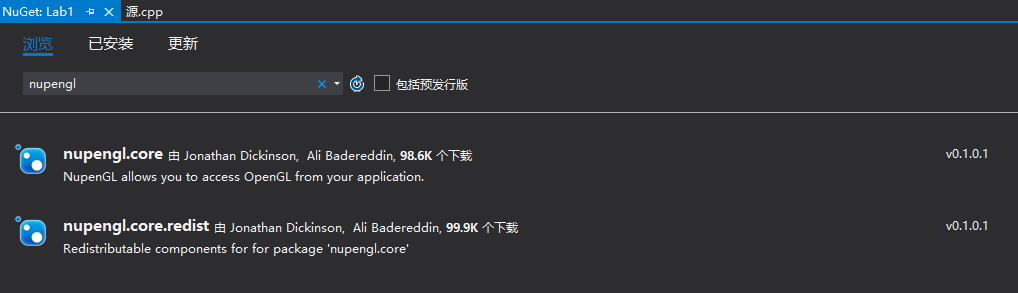 NuGet: Lab1 源.cpp
浏览 已安装 更新
nupengl 包括预发行版
nupengl.core 由 Jonathan Dickinson, Ali Badereddin, 98.6K 个下载 v0.1.0.1
NupenGL allows you to access OpenGL from your application.
nupengl.core.redist 由 Jonathan Dickinson, Ali Badereddin, 99.9K 个下载 v0.1.0.1
Redistributable components for for package 'nupengl.core'